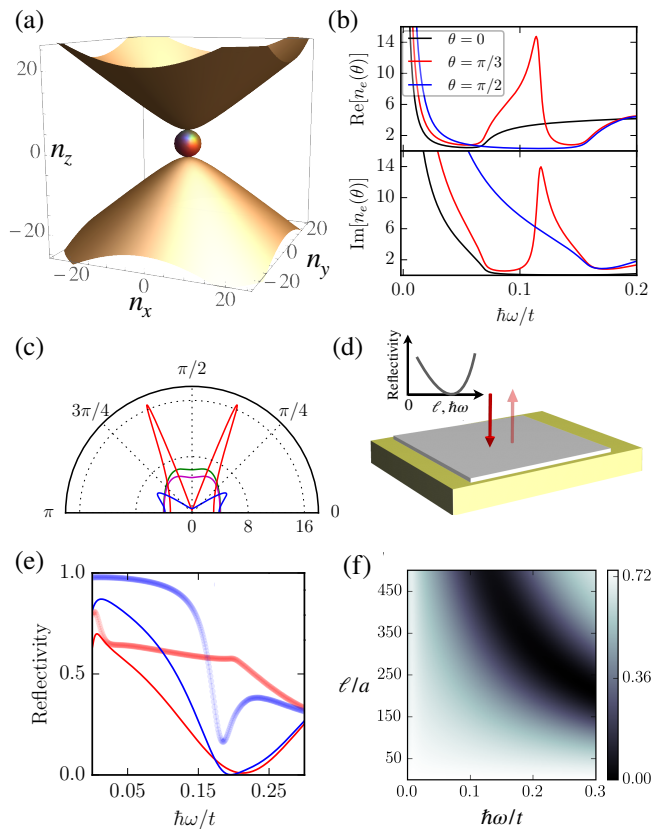 (a)
20
0
−20
n_z
−20
0
20
n_x
−20
0
20
n_y
(b)
θ = 0
θ = π/3
θ = π/2
Re[n_e(θ)]
14
10
6
2
Im[n_e(θ)]
14
10
6
2
0.0
0.1
0.2
ħω/t
(c)
π/2
3π/4
π/4
π
0
0
8
16
(d)
Reflectivity
0
ℓ, ħω
(e)
Reflectivity
1.0
0.5
0.0
0.05
0.15
0.25
ħω/t
(f)
ℓ/a
450
350
250
150
50
0.0
0.1
0.2
0.3
ħω/t
0.72
0.36
0.00